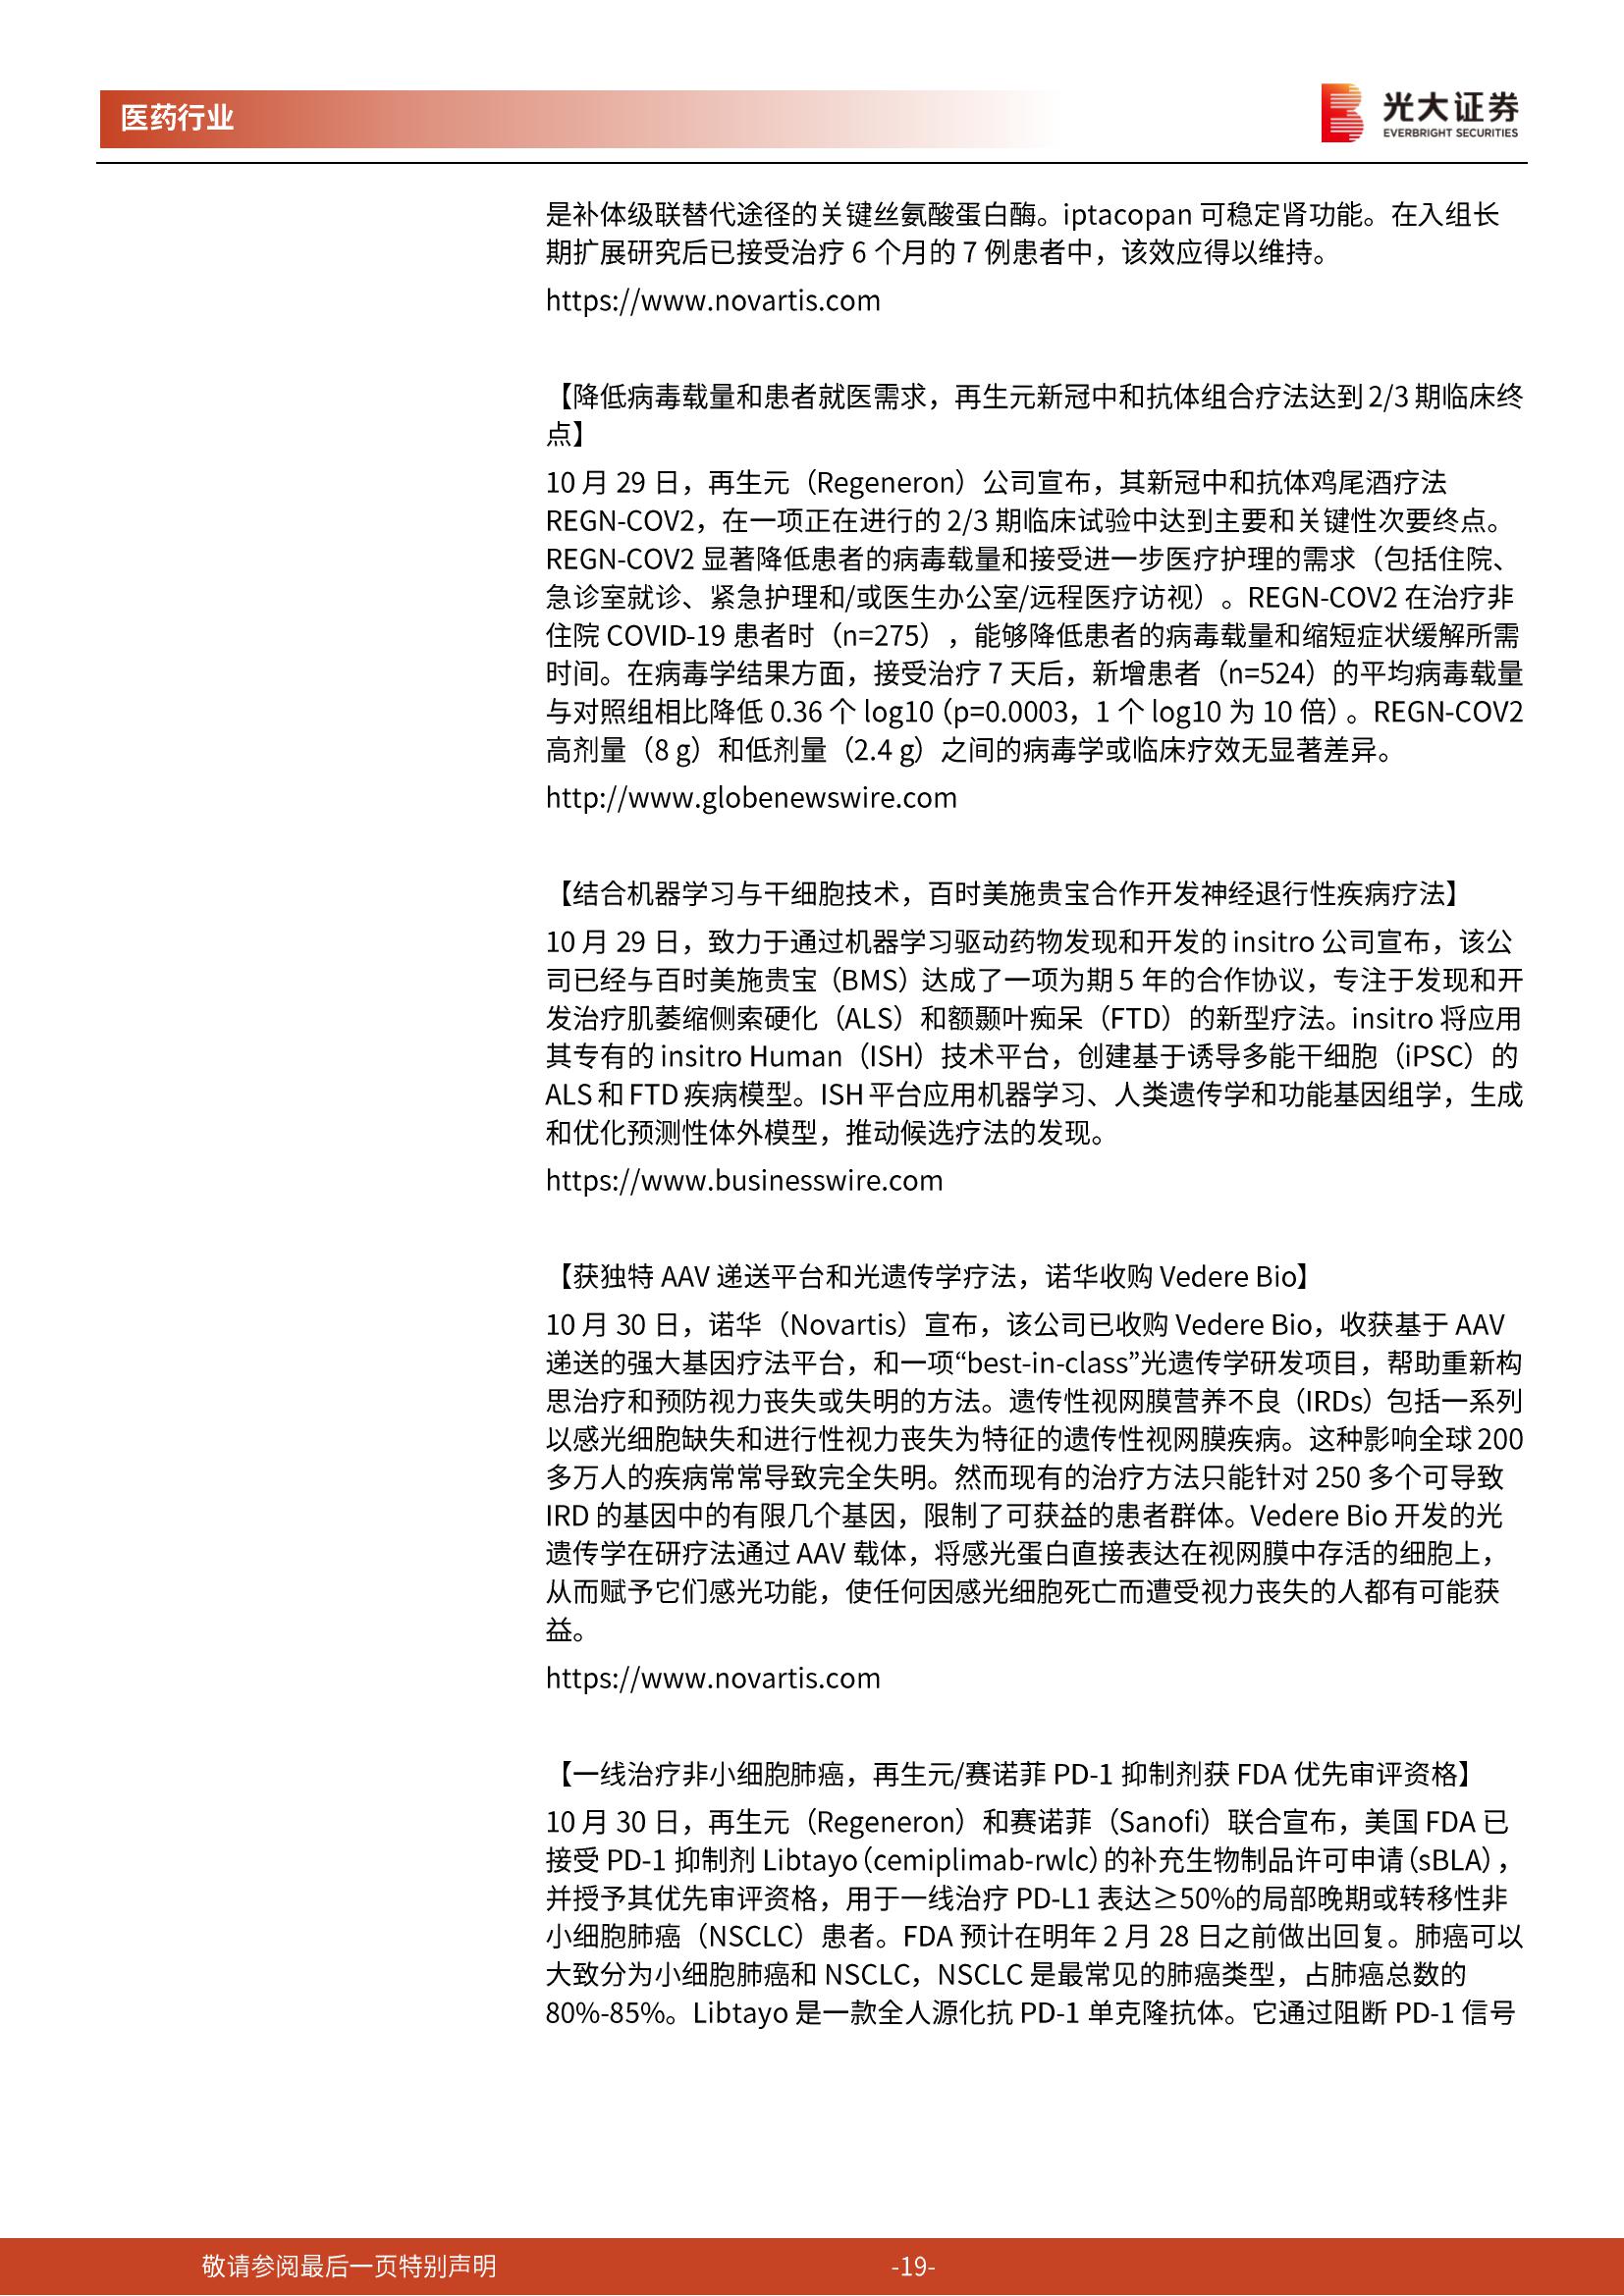 医药行业
光大证券
EVERBRIGHT SECURITIES
是补体级联替代途径的关键丝氨酸蛋白酶。iptacopan 可稳定肾功能。在入组长
期扩展研究后已接受治疗 6 个月的 7 例患者中，该效应得以维持。
https://www.novartis.com
【降低病毒载量和患者就医需求，再生元新冠中和抗体组合疗法达到 2/3 期临床终
点】
10 月 29 日，再生元（Regeneron）公司宣布，其新冠中和抗体鸡尾酒疗法
REGN-COV2，在一项正在进行的 2/3 期临床试验中达到主要和关键性次要终点。
REGN-COV2 显著降低患者的病毒载量和接受进一步医疗护理的需求（包括住院、
急诊室就诊、紧急护理和/或医生办公室/远程医疗访视）。REGN-COV2 在治疗非
住院 COVID-19 患者时（n=275），能够降低患者的病毒载量和缩短症状缓解所需
时间。在病毒学结果方面，接受治疗 7 天后，新增患者（n=524）的平均病毒载量
与对照组相比降低 0.36 个 log10（p=0.0003，1 个 log10 为 10 倍）。REGN-COV2
高剂量（8 g）和低剂量（2.4 g）之间的病毒学或临床疗效无显著差异。
http://www.globenewswire.com
【结合机器学习与干细胞技术，百时美施贵宝合作开发神经退行性疾病疗法】
10 月 29 日，致力于通过机器学习驱动药物发现和开发的 insitro 公司宣布，该公
司已经与百时美施贵宝（BMS）达成了一项为期 5 年的合作协议，专注于发现和开
发治疗肌萎缩侧索硬化（ALS）和额颞叶痴呆（FTD）的新型疗法。insitro 将应用
其专有的 insitro Human（ISH）技术平台，创建基于诱导多能干细胞（iPSC）的
ALS 和 FTD 疾病模型。ISH 平台应用机器学习、人类遗传学和功能基因组学，生成
和优化预测性体外模型，推动候选疗法的发现。
https://www.businesswire.com
【获独特 AAV 递送平台和光遗传学疗法，诺华收购 Vedere Bio】
10 月 30 日，诺华（Novartis）宣布，该公司已收购 Vedere Bio，收获基于 AAV
递送的强大基因疗法平台，和一项“best-in-class”光遗传学研发项目，帮助重新构
思治疗和预防视力丧失或失明的方法。遗传性视网膜营养不良（IRDs）包括一系列
以感光细胞缺失和进行性视力丧失为特征的遗传性视网膜疾病。这种影响全球 200
多万人的疾病常常导致完全失明。然而现有的治疗方法只能针对 250 多个可导致
IRD 的基因中的有限几个基因，限制了可获益的患者群体。Vedere Bio 开发的光
遗传学在研疗法通过 AAV 载体，将感光蛋白直接表达在视网膜中存活的细胞上，
从而赋予它们感光功能，使任何因感光细胞死亡而遭受视力丧失的人都有可能获
益。
https://www.novartis.com
【一线治疗非小细胞肺癌，再生元/赛诺菲 PD-1 抑制剂获 FDA 优先审评资格】
10 月 30 日，再生元（Regeneron）和赛诺菲（Sanofi）联合宣布，美国 FDA 已
接受 PD-1 抑制剂 Libtayo（cemiplimab-rwlc）的补充生物制品许可申请（sBLA），
并授予其优先审评资格，用于一线治疗 PD-L1 表达≥50%的局部晚期或转移性非
小细胞肺癌（NSCLC）患者。FDA 预计在明年 2 月 28 日之前做出回复。肺癌可以
大致分为小细胞肺癌和 NSCLC，NSCLC 是最常见的肺癌类型，占肺癌总数的
80%-85%。Libtayo 是一款全人源化抗 PD-1 单克隆抗体。它通过阻断 PD-1 信号
敬请参阅最后一页特别声明
-19-